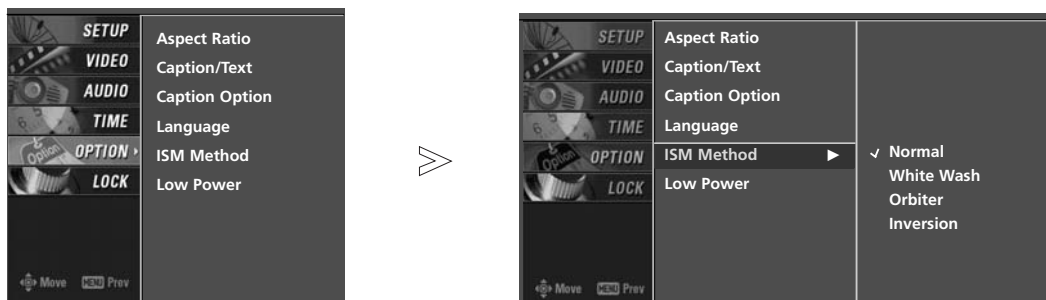 SETUP
VIDEO
AUDIO
TIME
OPTION
LOCK
Move MENU Prev
Aspect Ratio
Caption/Text
Caption Option
Language
ISM Method
Low Power
SETUP
VIDEO
AUDIO
TIME
OPTION
LOCK
Move MENU Prev
Aspect Ratio
Caption/Text
Caption Option
Language
ISM Method ►
Low Power
✓ Normal
White Wash
Orbiter
Inversion